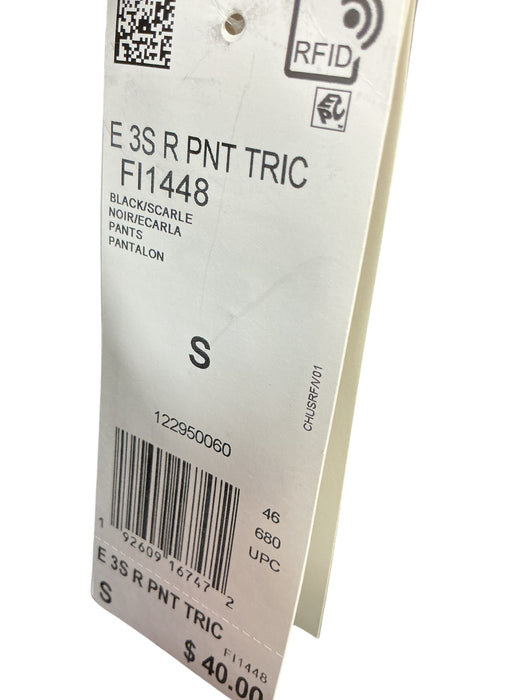 RFID
EPC
E 3S R PNT TRIC
FI1448
BLACK/SCARLE
NOIR/ECARLA
PANTS
PANTALON
S
CHUSRF/V01
122950060
46
680
UPC
1 92609 16747 2
E 3S R PNT TRIC
S
FI1448
$ 40.00